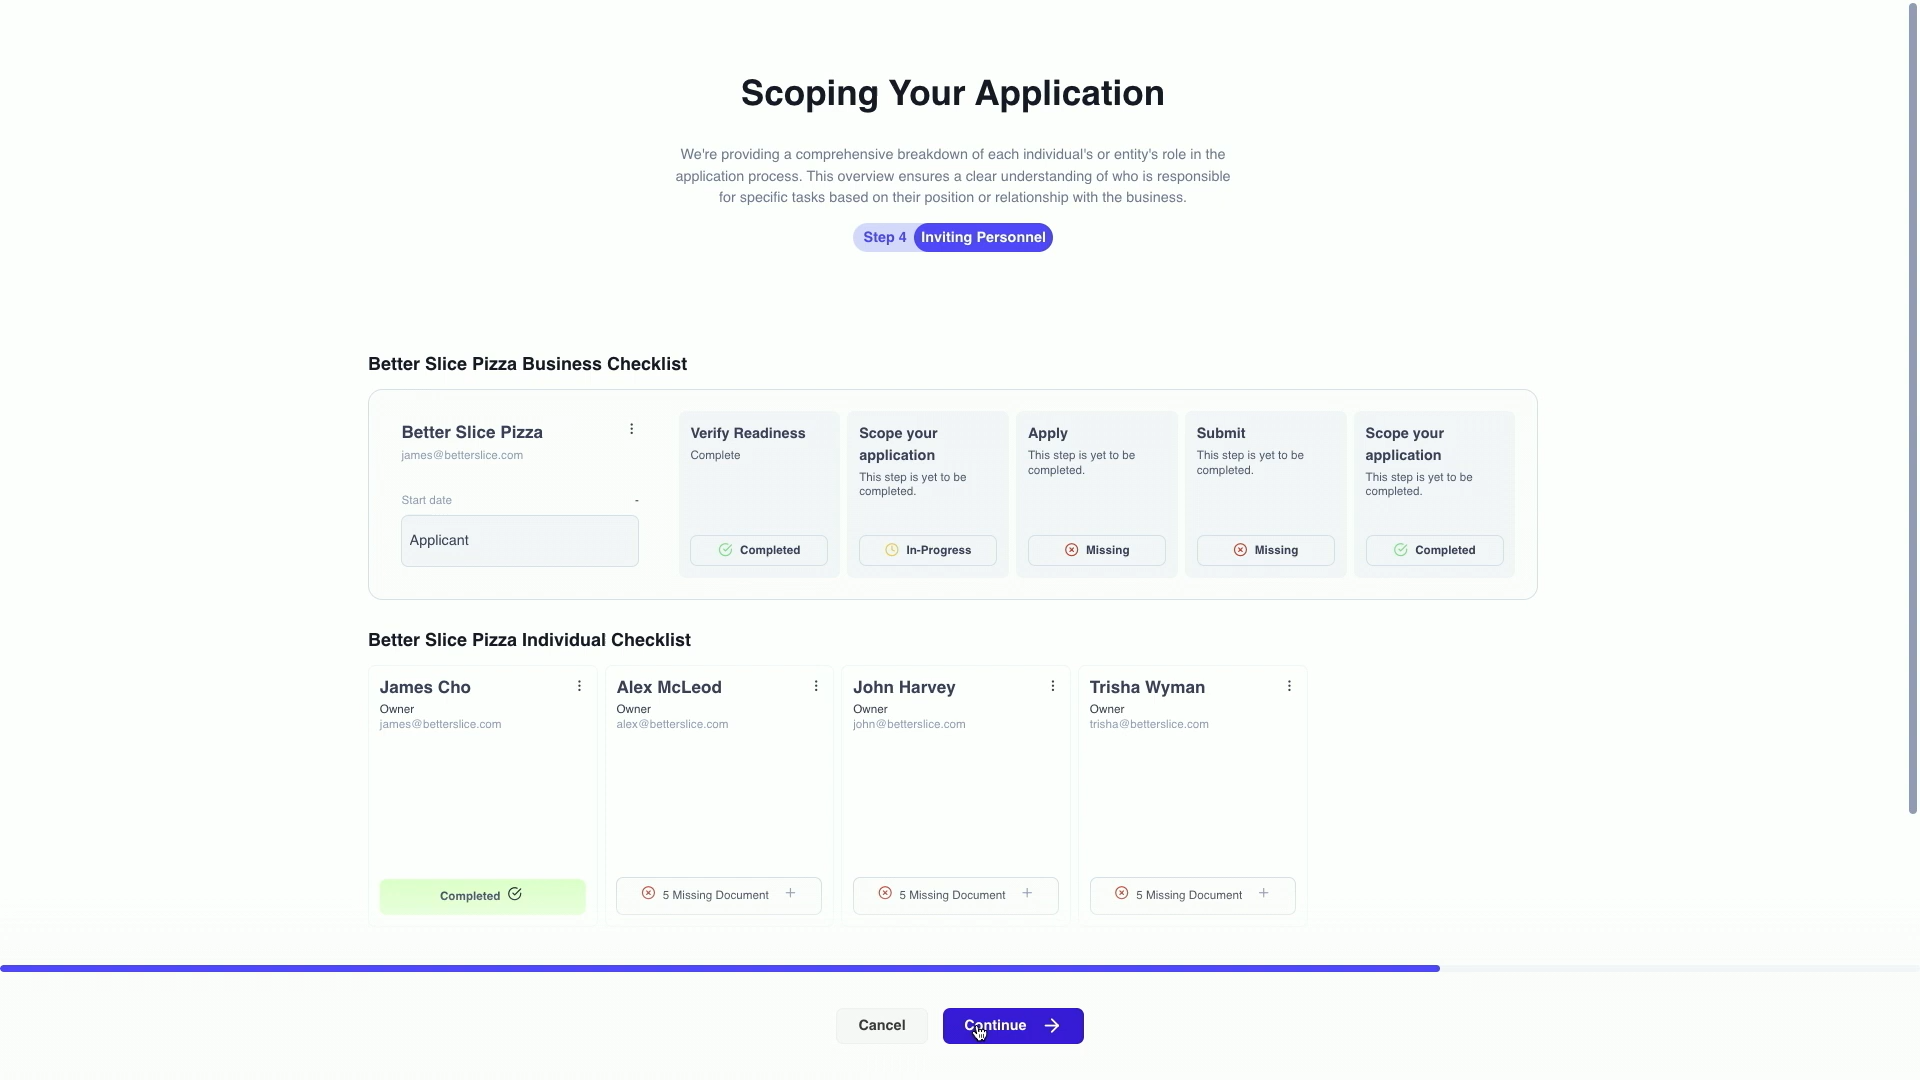 Scoping Your Application
We're providing a comprehensive breakdown of each individual's or entity's role in the
application process. This overview ensures a clear understanding of who is responsible
for specific tasks based on their position or relationship with the business.
Step 4 Inviting Personnel
Better Slice Pizza Business Checklist
Better Slice Pizza
james@betterslice.com
Start date -
Applicant
Verify Readiness
Complete
Completed
Scope your
application
This step is yet to be
completed.
In-Progress
Apply
This step is yet to be
completed.
Missing
Submit
This step is yet to be
completed.
Missing
Scope your
application
This step is yet to be
completed.
Completed
Better Slice Pizza Individual Checklist
James Cho
Owner
james@betterslice.com
Completed
Alex McLeod
Owner
alex@betterslice.com
5 Missing Document +
John Harvey
Owner
john@betterslice.com
5 Missing Document +
Trisha Wyman
Owner
trisha@betterslice.com
5 Missing Document +
Cancel
Continue